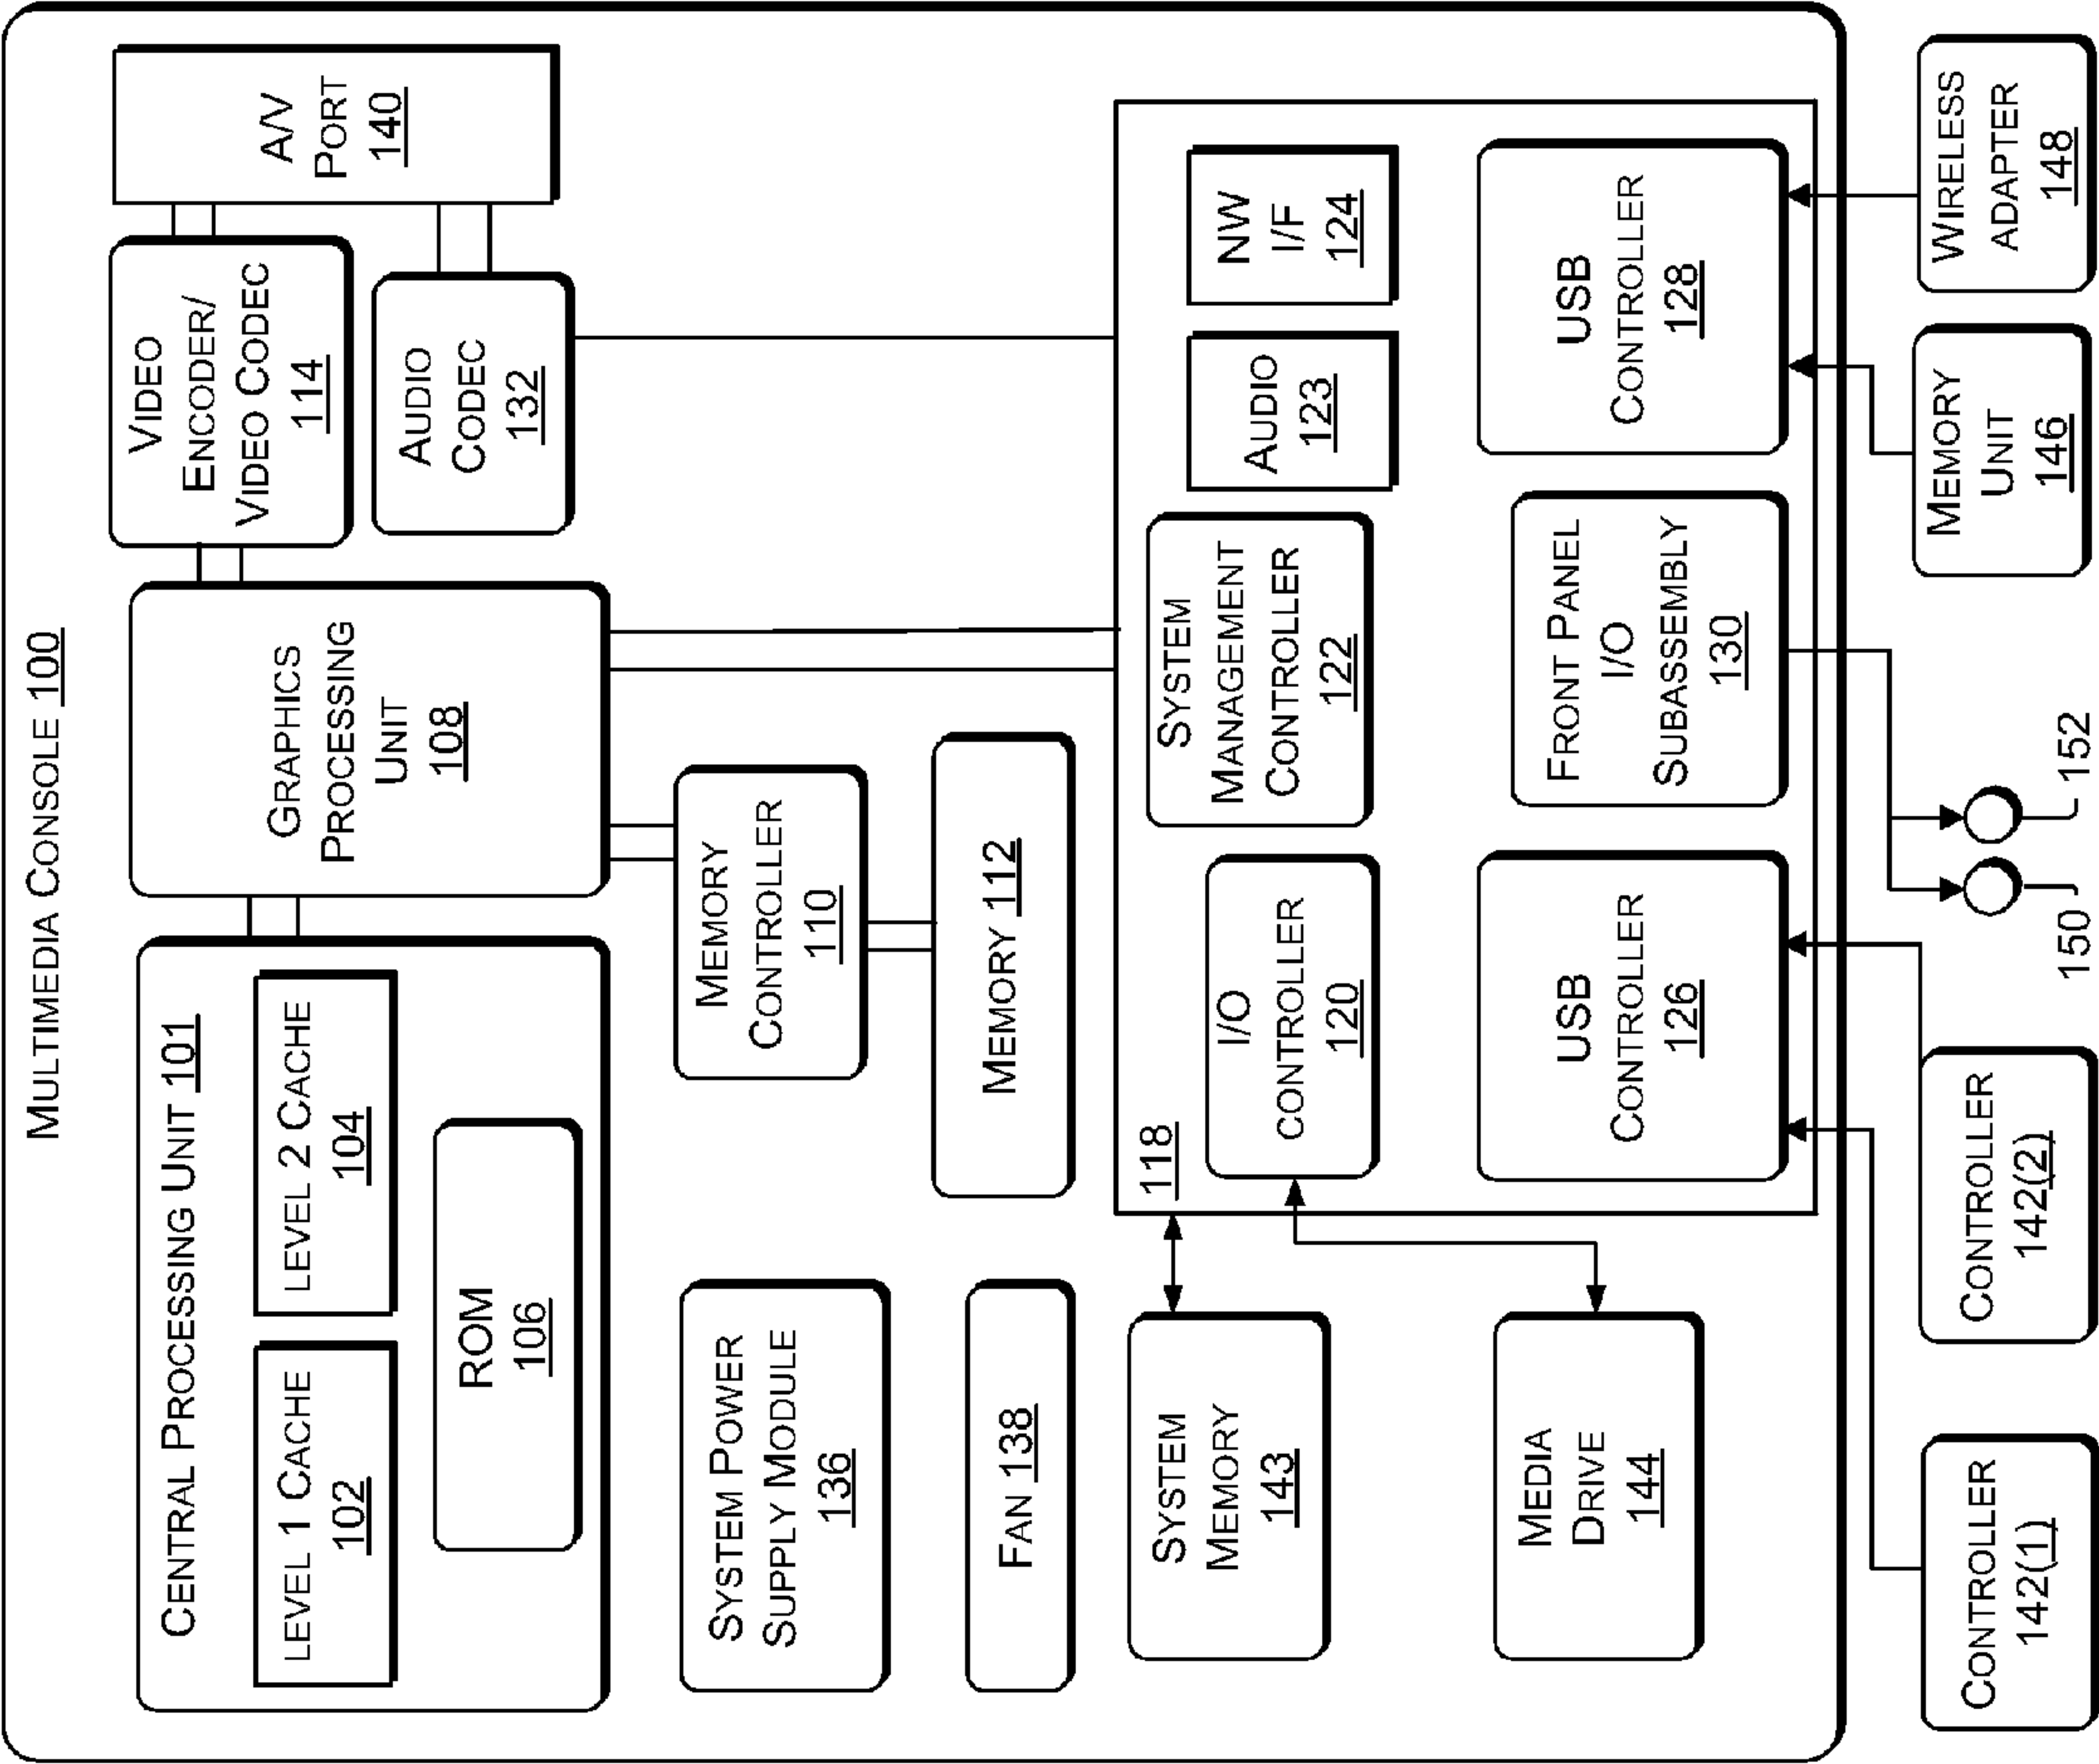 MULTIMEDIA CONSOLE 100
CENTRAL PROCESSING UNIT 101
LEVEL 1 CACHE
102
LEVEL 2 CACHE
104
ROM
106
GRAPHICS
PROCESSING
UNIT
108
VIDEO
ENCODER/
VIDEO CODEC
114
AUDIO
CODEC
132
A/V
PORT
140
SYSTEM POWER
SUPPLY MODULE
136
FAN 138
MEMORY
CONTROLLER
110
MEMORY 112
118
I/O
CONTROLLER
120
SYSTEM
MANAGEMENT
CONTROLLER
122
AUDIO
123
NW
I/F
124
USB
CONTROLLER
126
FRONT PANEL
I/O
SUBASSEMBLY
130
USB
CONTROLLER
128
SYSTEM
MEMORY
143
MEDIA
DRIVE
144
CONTROLLER
142(1)
CONTROLLER
142(2)
150
152
MEMORY
UNIT
146
WIRELESS
ADAPTER
148